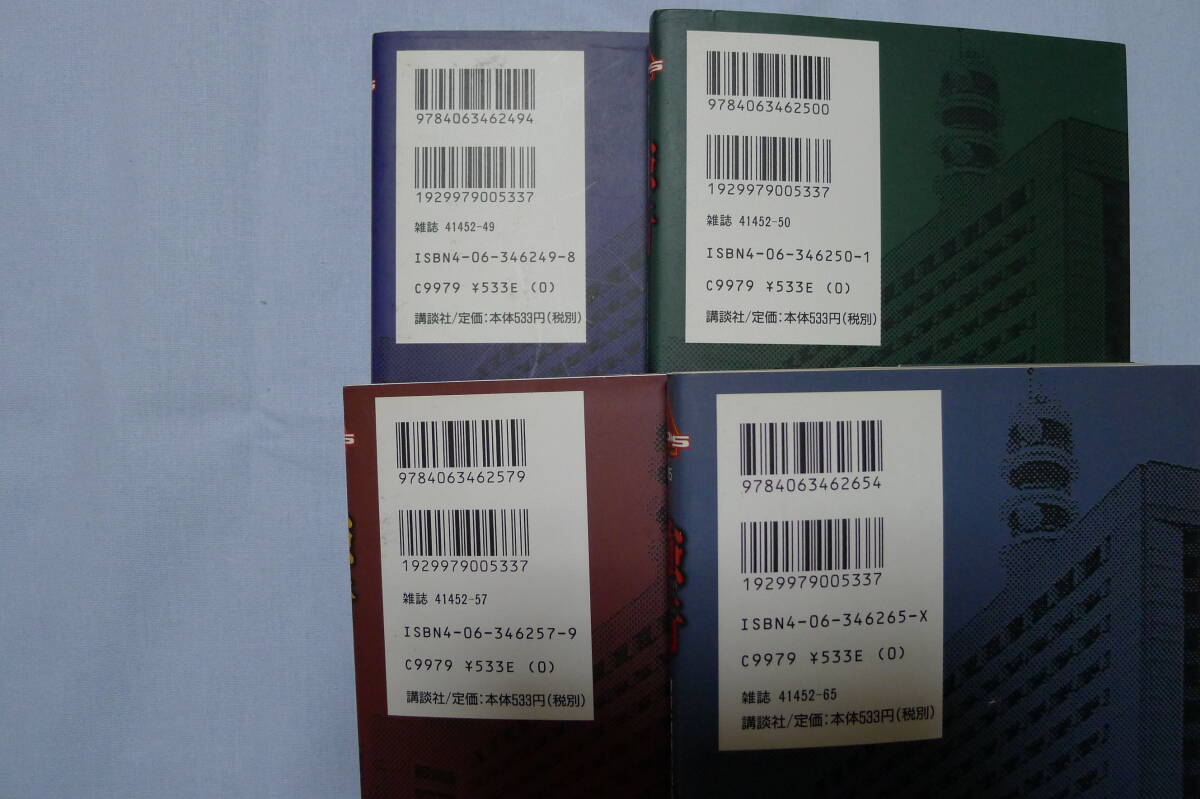 9784063462494
1929979005337
雑誌 41452-49
ISBN4-06-346249-8
C9979 ¥533E (0)
講談社/定価:本体533円(税別)
9784063462500
1929979005337
雑誌 41452-50
ISBN4-06-346250-1
C9979 ¥533E (0)
講談社/定価:本体533円(税別)
9784063462579
1929979005337
雑誌 41452-57
ISBN4-06-346257-9
C9979 ¥533E (0)
講談社/定価:本体533円(税別)
9784063462654
1929979005337
ISBN4-06-346265-X
C9979 ¥533E (0)
雑誌 41452-65
講談社/定価:本体533円(税別)